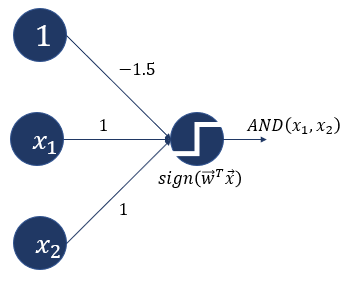 1
−1.5
x₁
1
AND(x₁, x₂)
sign(w⃗ᵀx⃗)
x₂
1